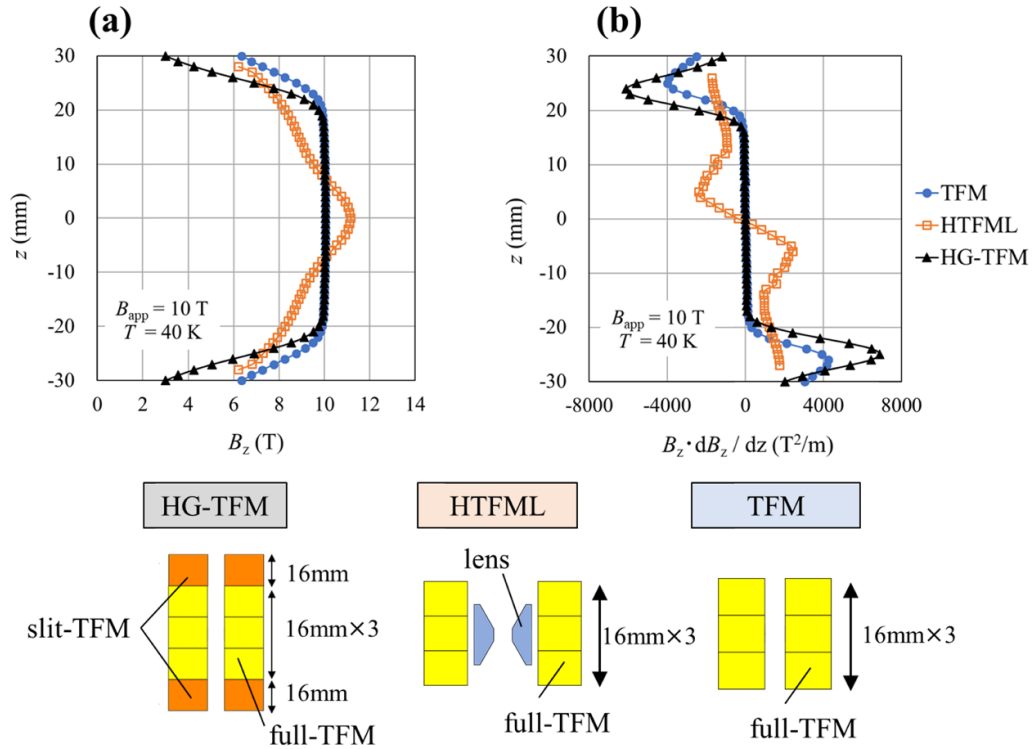 (a)
30
20
10
0
-10
-20
-30
z (mm)
B_app = 10 T
T = 40 K
0 2 4 6 8 10 12 14
B_z (T)
(b)
30
20
10
0
-10
-20
-30
z (mm)
B_app = 10 T
T = 40 K
-8000 -4000 0 4000 8000
B_z・dB_z / dz (T²/m)
TFM
HTFML
HG-TFM
HG-TFM
16mm
slit-TFM
16mm×3
16mm
full-TFM
HTFML
lens
16mm×3
full-TFM
TFM
16mm×3
full-TFM